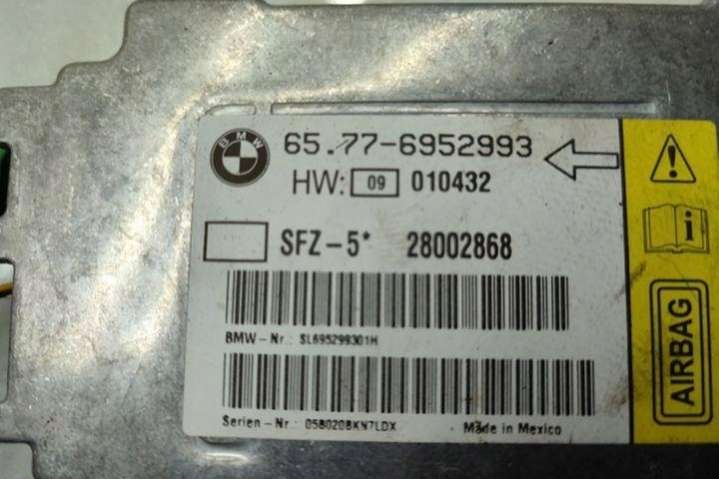 BMW
65.77-6952993
HW: 09 010432
SFZ-5* 28002868
BMW-Nr.: SL695299301H
Serien-Nr.: 058020BKN7LDX Made in Mexico
i
AIRBAG